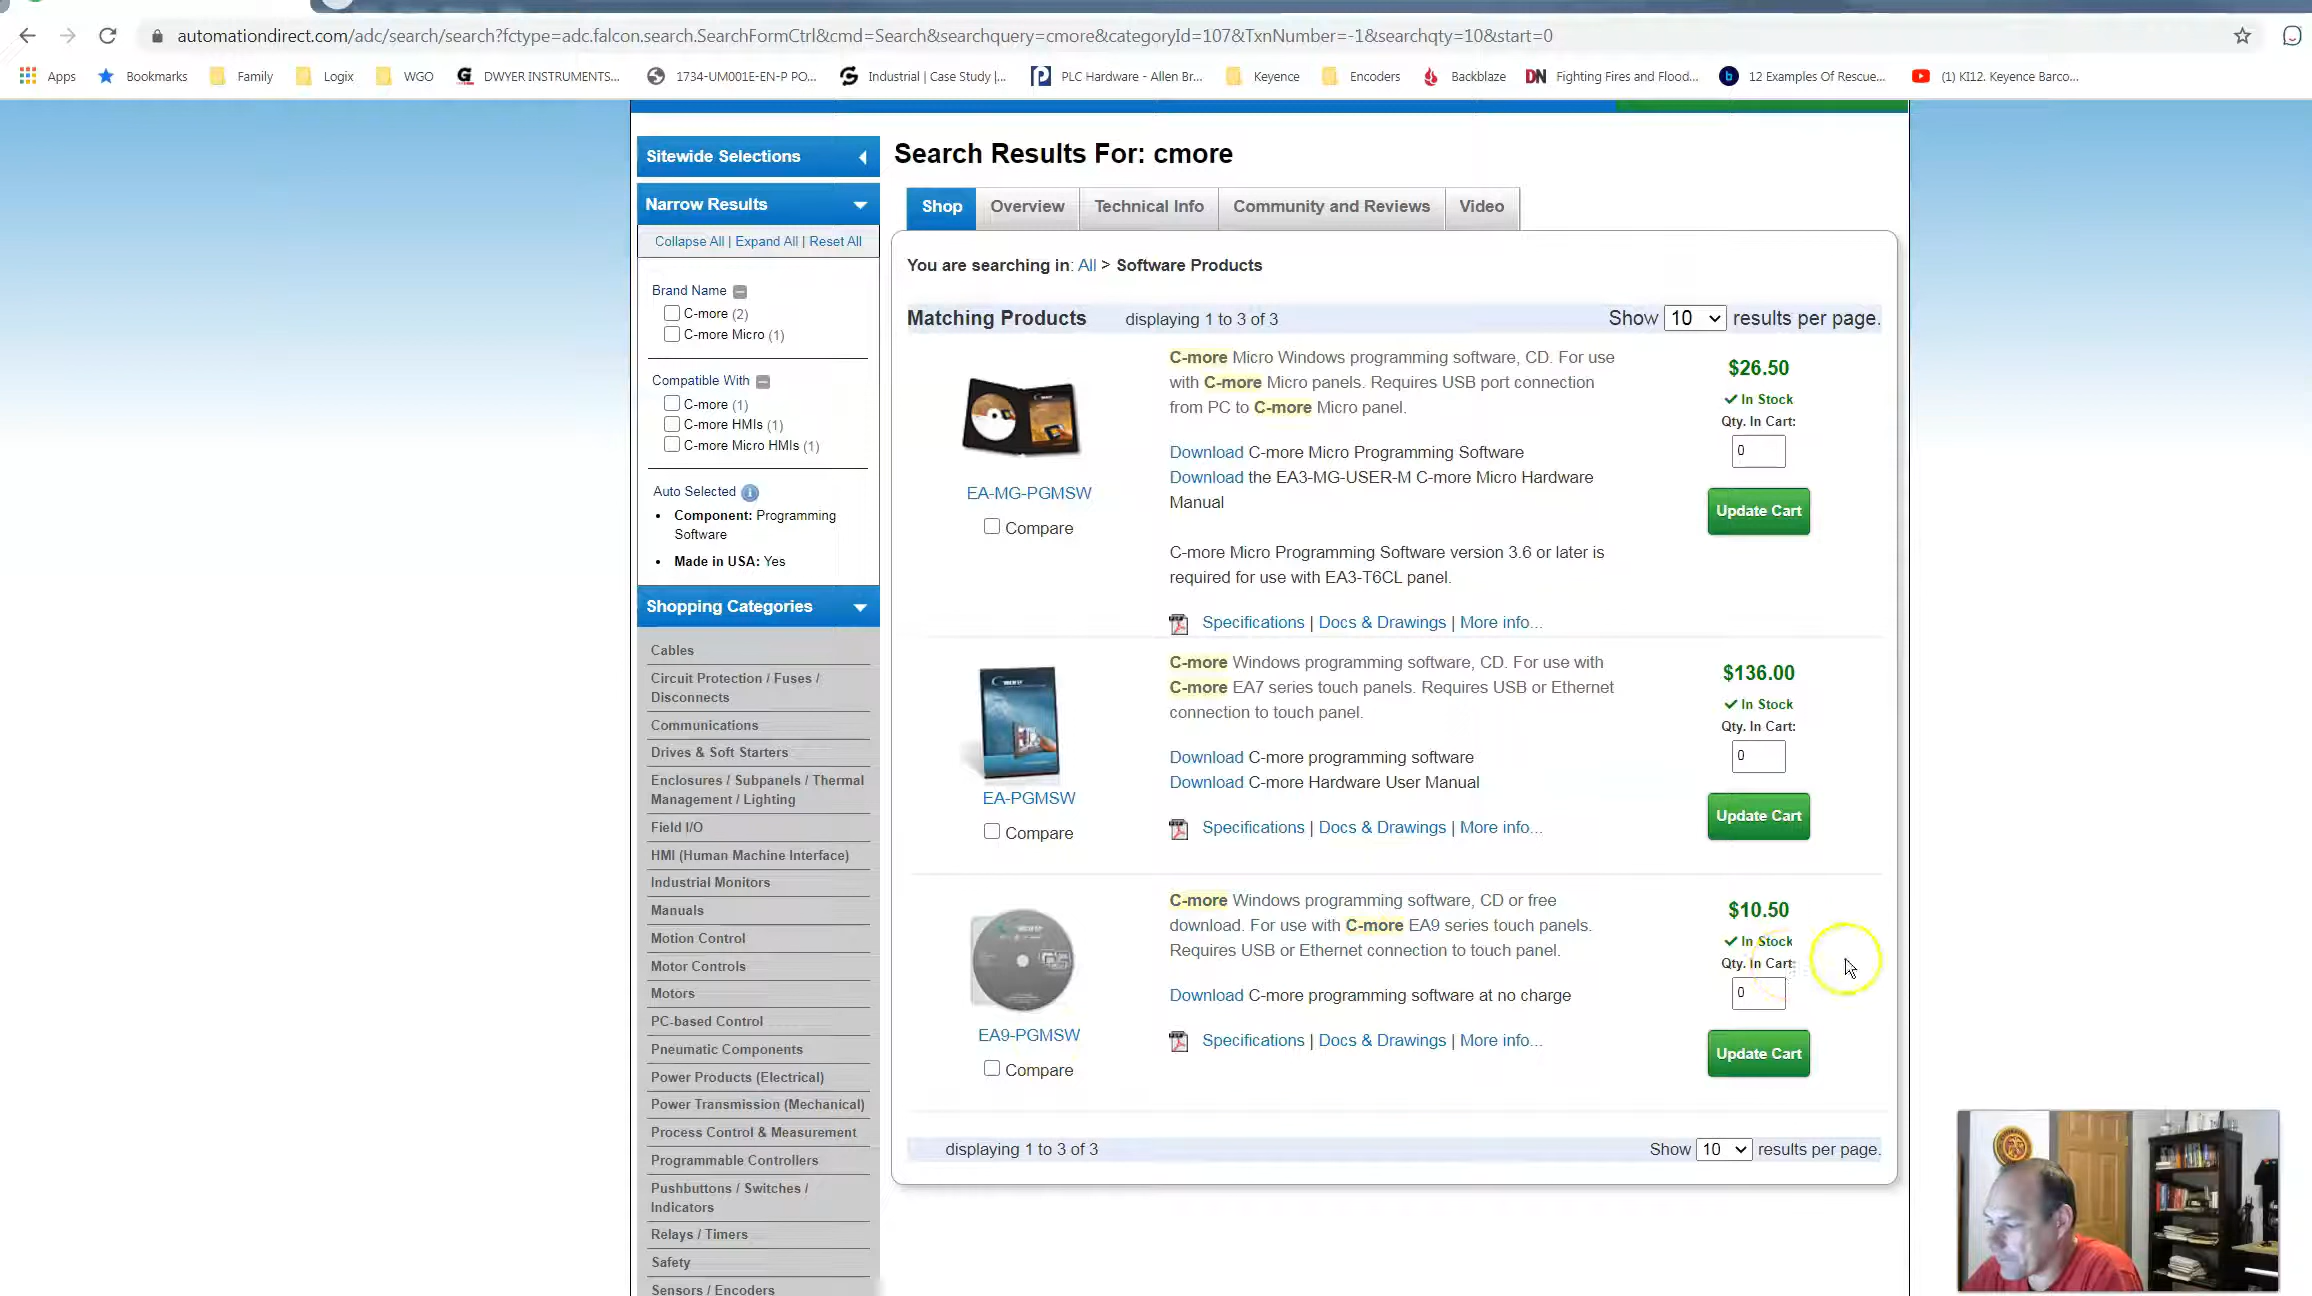 automationdirect.com/adc/search/search?fctype=adc.falcon.search.SearchFormCtrl&cmd=Search&searchquery=cmore&categoryId=107&TxnNumber=-1&searchqty=10&start=0
Apps Bookmarks Family Logix WGO DWYER INSTRUMENTS... 1734-UM001E-EN-P PO... Industrial | Case Study |... PLC Hardware - Allen Br... Keyence Encoders Backblaze Fighting Fires and Flood... 12 Examples Of Rescue... (1) KI12. Keyence Barco...
Sitewide Selections
Narrow Results
Collapse All | Expand All | Reset All
Brand Name
C-more (2)
C-more Micro (1)
Compatible With
C-more (1)
C-more HMIs (1)
C-more Micro HMIs (1)
Auto Selected
• Component: Programming
Software
• Made in USA: Yes
Shopping Categories
Cables
Circuit Protection / Fuses /
Disconnects
Communications
Drives & Soft Starters
Enclosures / Subpanels / Thermal
Management / Lighting
Field I/O
HMI (Human Machine Interface)
Industrial Monitors
Manuals
Motion Control
Motor Controls
Motors
PC-based Control
Pneumatic Components
Power Products (Electrical)
Power Transmission (Mechanical)
Process Control & Measurement
Programmable Controllers
Pushbuttons / Switches /
Indicators
Relays / Timers
Safety
Sensors / Encoders
Search Results For: cmore
Shop Overview Technical Info Community and Reviews Video
You are searching in: All > Software Products
Matching Products displaying 1 to 3 of 3 Show 10 results per page.
EA-MG-PGMSW
Compare
C-more Micro Windows programming software, CD. For use
with C-more Micro panels. Requires USB port connection
from PC to C-more Micro panel.
Download C-more Micro Programming Software
Download the EA3-MG-USER-M C-more Micro Hardware
Manual
C-more Micro Programming Software version 3.6 or later is
required for use with EA3-T6CL panel.
Specifications | Docs & Drawings | More info...
$26.50
In Stock
Qty. In Cart:
0
Update Cart
EA-PGMSW
Compare
C-more Windows programming software, CD. For use with
C-more EA7 series touch panels. Requires USB or Ethernet
connection to touch panel.
Download C-more programming software
Download C-more Hardware User Manual
Specifications | Docs & Drawings | More info...
$136.00
In Stock
Qty. In Cart:
0
Update Cart
EA9-PGMSW
Compare
C-more Windows programming software, CD or free
download. For use with C-more EA9 series touch panels.
Requires USB or Ethernet connection to touch panel.
Download C-more programming software at no charge
Specifications | Docs & Drawings | More info...
$10.50
In Stock
Qty. In Cart:
0
Update Cart
displaying 1 to 3 of 3 Show 10 results per page.